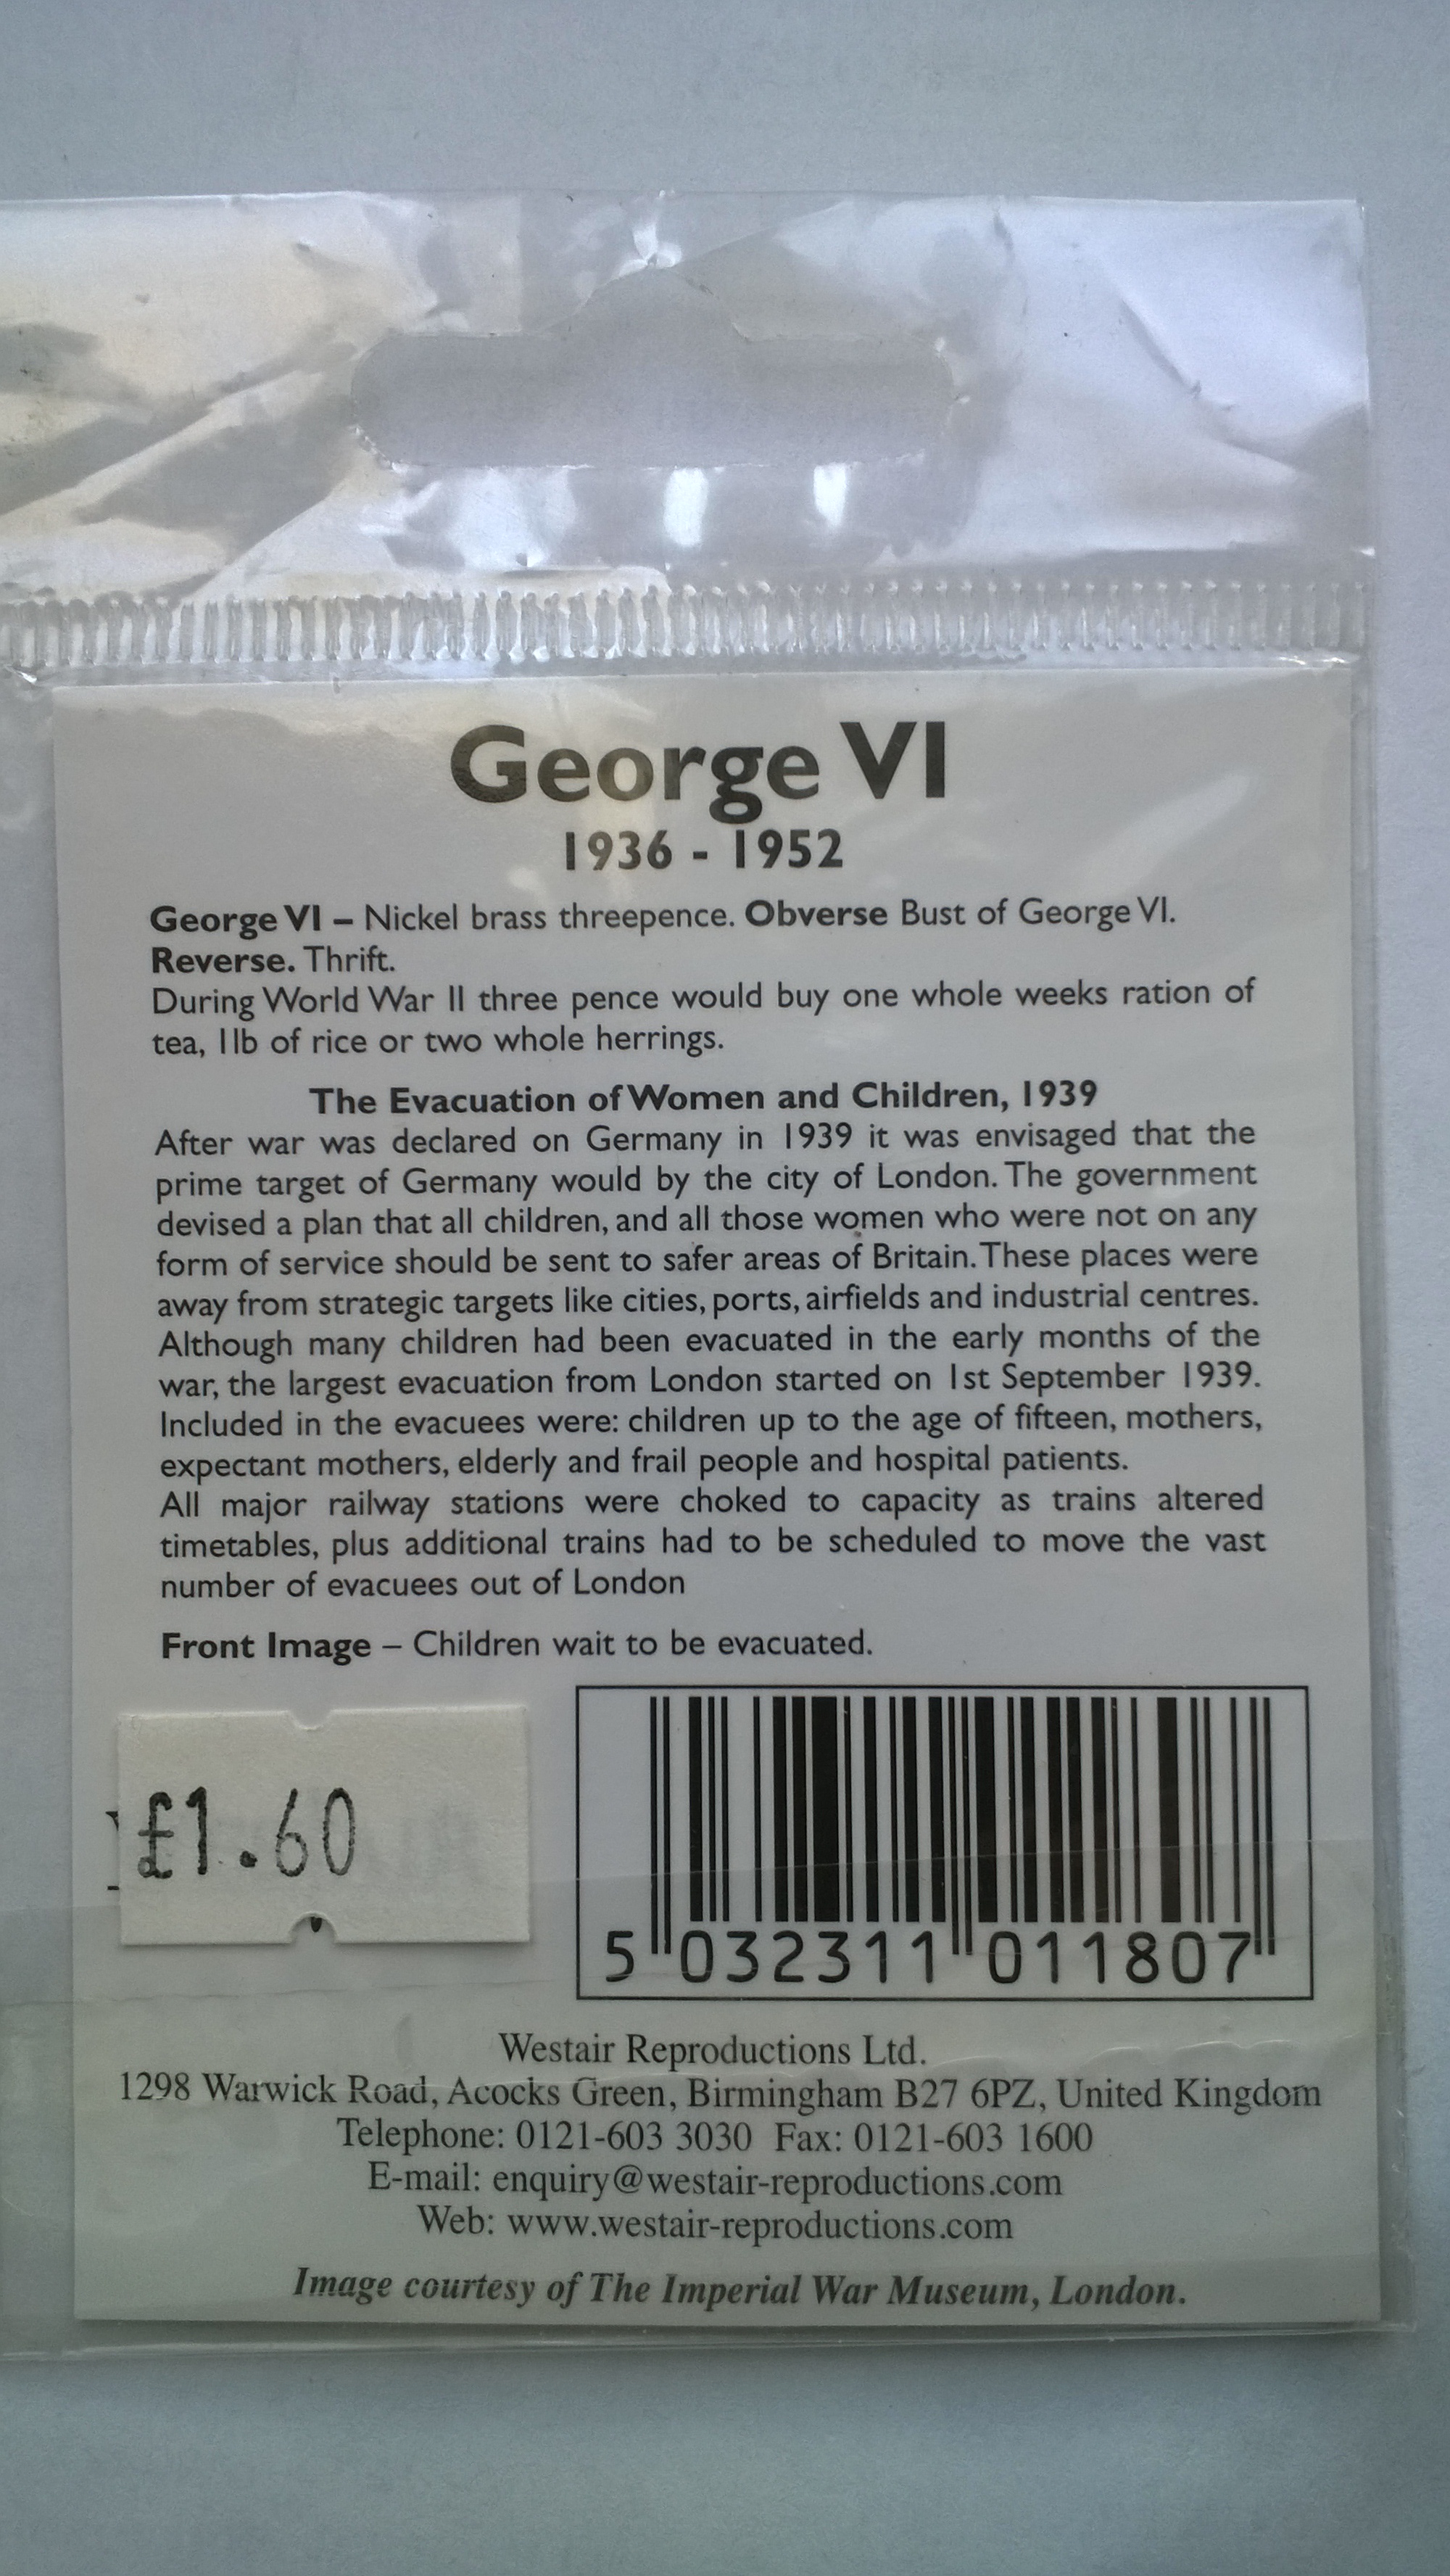 George VI
1936 - 1952
George VI – Nickel brass threepence. Obverse Bust of George VI.
Reverse. Thrift.
During World War II three pence would buy one whole weeks ration of
tea, 1lb of rice or two whole herrings.
The Evacuation of Women and Children, 1939
After war was declared on Germany in 1939 it was envisaged that the
prime target of Germany would by the city of London. The government
devised a plan that all children, and all those women who were not on any
form of service should be sent to safer areas of Britain. These places were
away from strategic targets like cities, ports, airfields and industrial centres.
Although many children had been evacuated in the early months of the
war, the largest evacuation from London started on 1st September 1939.
Included in the evacuees were: children up to the age of fifteen, mothers,
expectant mothers, elderly and frail people and hospital patients.
All major railway stations were choked to capacity as trains altered
timetables, plus additional trains had to be scheduled to move the vast
number of evacuees out of London
Front Image – Children wait to be evacuated.
£1.60
5 032311 011807
Westair Reproductions Ltd.
1298 Warwick Road, Acocks Green, Birmingham B27 6PZ, United Kingdom
Telephone: 0121-603 3030 Fax: 0121-603 1600
E-mail: enquiry@westair-reproductions.com
Web: www.westair-reproductions.com
Image courtesy of The Imperial War Museum, London.